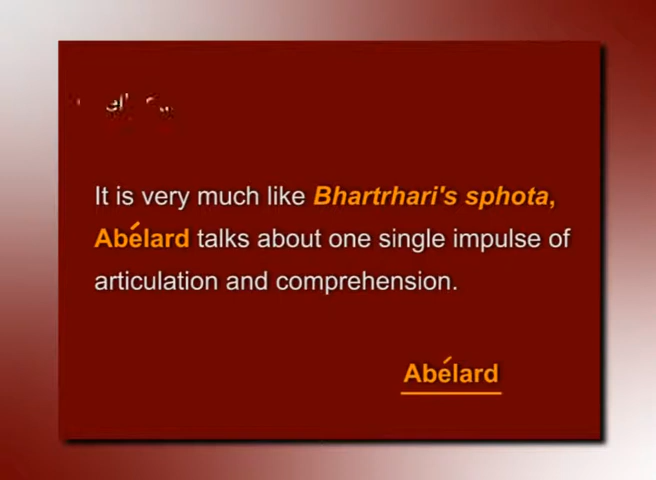 It is very much like Bhartrhari's sphota,
Abélard talks about one single impulse of
articulation and comprehension.
Abélard